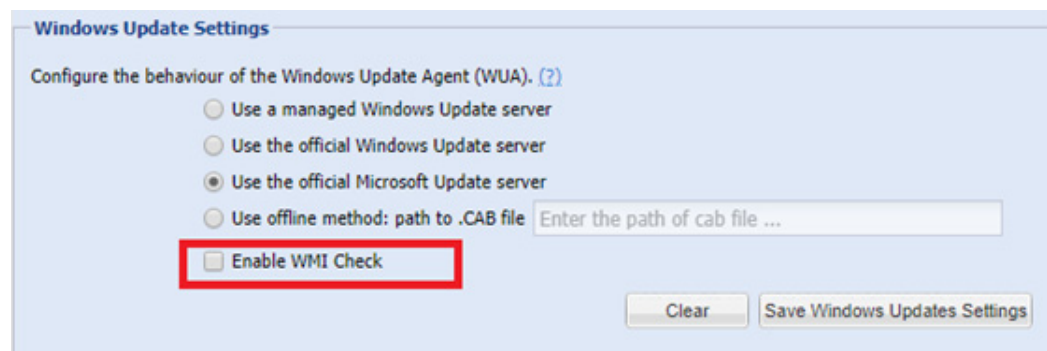 Windows Update Settings
Configure the behaviour of the Windows Update Agent (WUA). (?)
Use a managed Windows Update server
Use the official Windows Update server
Use the official Microsoft Update server
Use offline method: path to .CAB file Enter the path of cab file ...
Enable WMI Check
Clear Save Windows Updates Settings